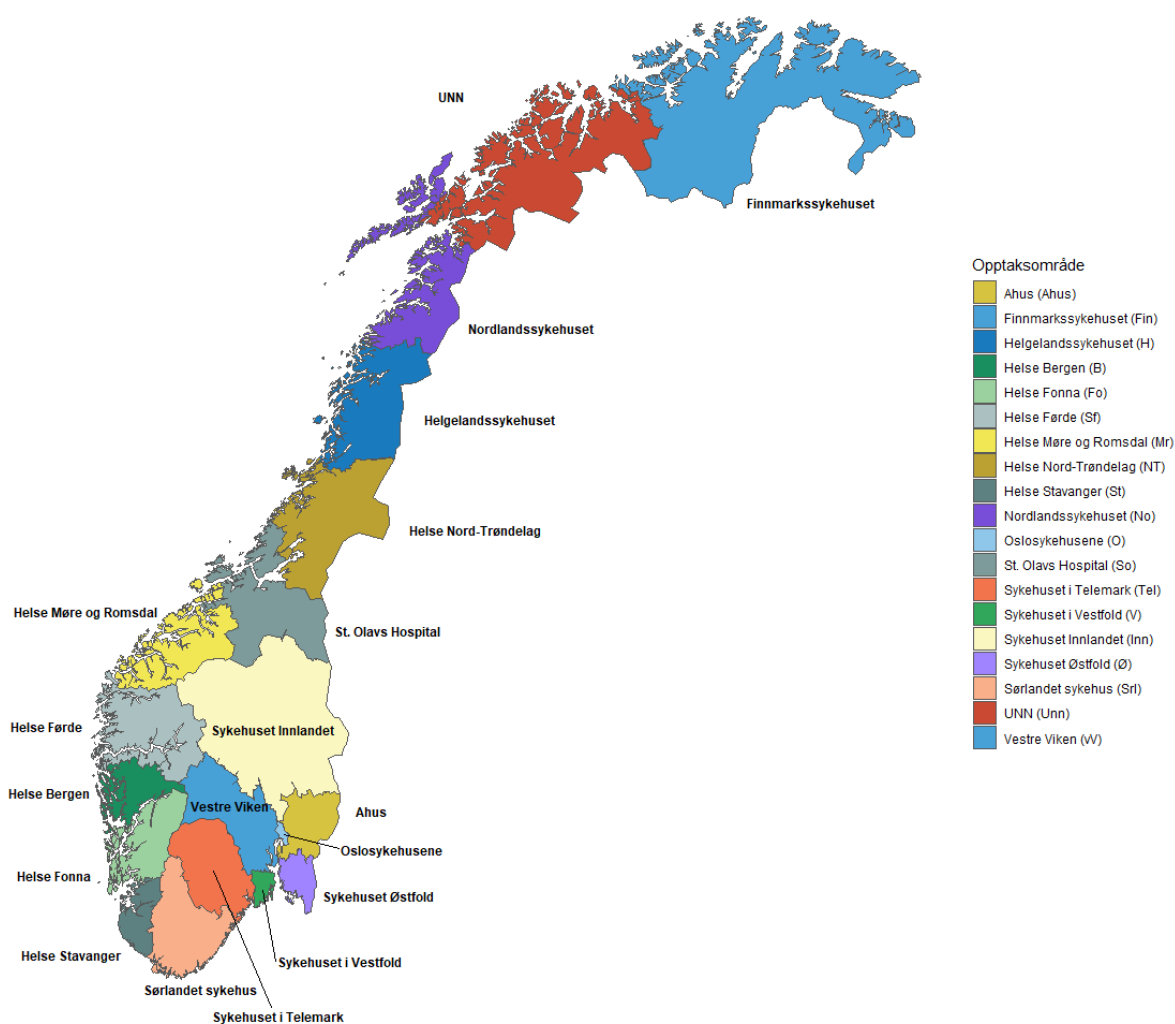 UNN
Finnmarkssykehuset
Nordlandssykehuset
Helgelandssykehuset
Helse Nord-Trøndelag
Helse Møre og Romsdal
St. Olavs Hospital
Helse Førde
Sykehuset Innlandet
Helse Bergen
Vestre Viken
Ahus
Oslosykehusene
Helse Fonna
Sykehuset Østfold
Helse Stavanger
Sykehuset i Vestfold
Sørlandet sykehus
Sykehuset i Telemark
Opptaksområde
Ahus (Ahus)
Finnmarkssykehuset (Fin)
Helgelandssykehuset (H)
Helse Bergen (B)
Helse Fonna (Fo)
Helse Førde (Sf)
Helse Møre og Romsdal (Mr)
Helse Nord-Trøndelag (NT)
Helse Stavanger (St)
Nordlandssykehuset (No)
Oslosykehusene (O)
St. Olavs Hospital (So)
Sykehuset i Telemark (Tel)
Sykehuset i Vestfold (V)
Sykehuset Innlandet (Inn)
Sykehuset Østfold (Ø)
Sørlandet sykehus (Srl)
UNN (Unn)
Vestre Viken (vV)